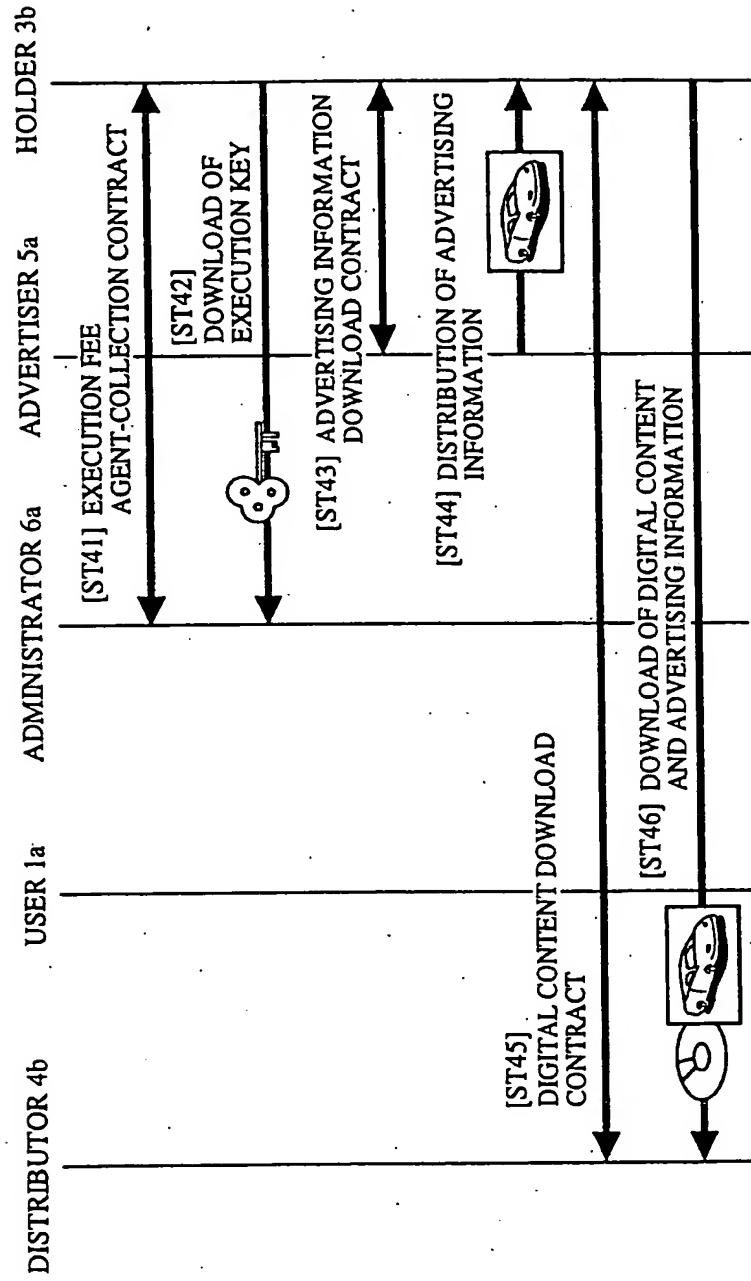 DISTRIBUTOR 4b
USER 1a
ADMINISTRATOR 6a
ADVERTISER 5a
HOLDER 3b
[ST41] EXECUTION FEE
AGENT-COLLECTION CONTRACT
[ST42]
DOWNLOAD OF
EXECUTION KEY
[ST43] ADVERTISING INFORMATION
DOWNLOAD CONTRACT
[ST44] DISTRIBUTION OF ADVERTISING
INFORMATION
[ST45]
DIGITAL CONTENT DOWNLOAD
CONTRACT
[ST46] DOWNLOAD OF DIGITAL CONTENT
AND ADVERTISING INFORMATION